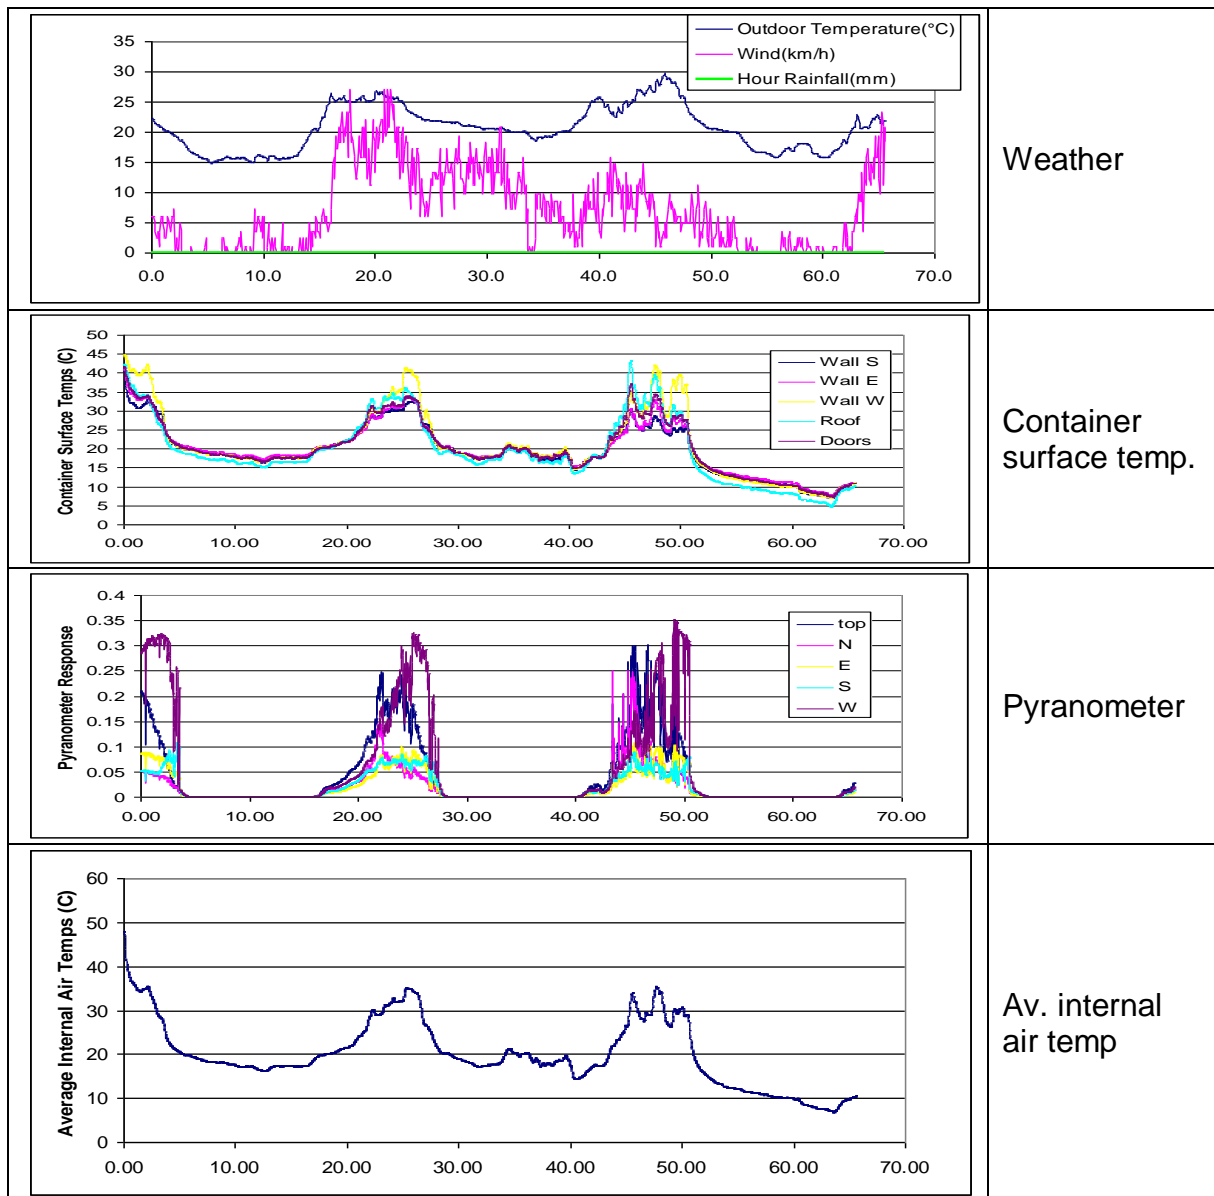 Outdoor Temperature(°C)
Wind(km/h)
Hour Rainfall(mm)
35
30
25
20
15
10
5
0
0.0 10.0 20.0 30.0 40.0 50.0 60.0 70.0
Weather
Container Surface Temps (C)
50
45
40
35
30
25
20
15
10
5
0
0.00 10.00 20.00 30.00 40.00 50.00 60.00 70.00
Wall S
Wall E
Wall W
Roof
Doors
Container
surface temp.
Pyranometer Response
0.4
0.35
0.3
0.25
0.2
0.15
0.1
0.05
0
0.00 10.00 20.00 30.00 40.00 50.00 60.00 70.00
top
N
E
S
W
Pyranometer
Average Internal Air Temps (C)
60
50
40
30
20
10
0
0.00 10.00 20.00 30.00 40.00 50.00 60.00 70.00
Av. internal
air temp